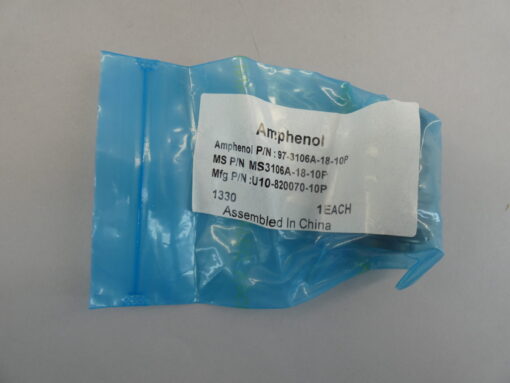 Amphenol
Amphenol P/N :97-3106A-18-10P
MS P/N MS3106A-18-10P
Mfg P/N :U10-820070-10P
1330 1EACH
Assembled In China